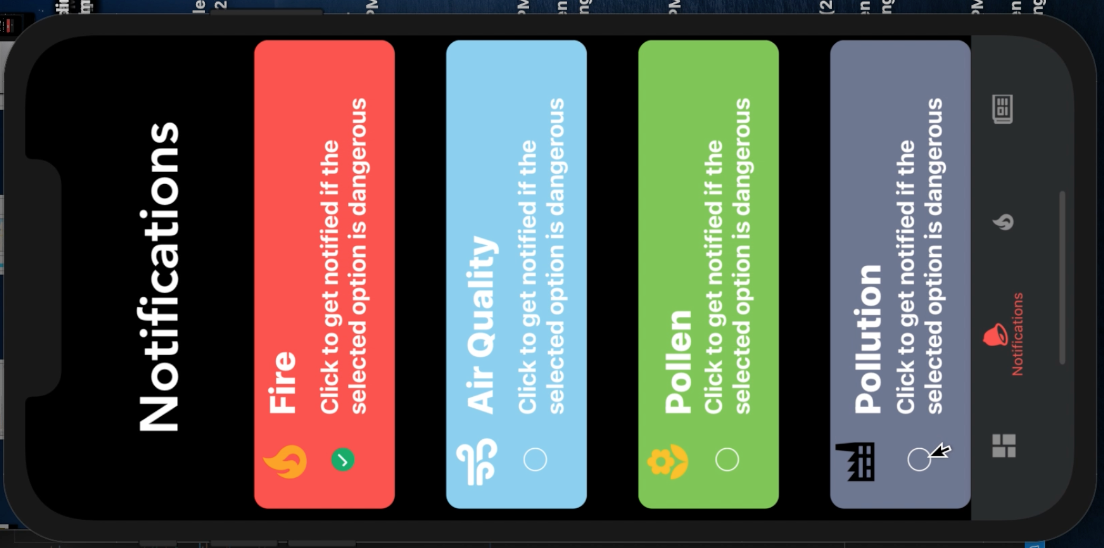 Notifications
Fire
Click to get notified if the
selected option is dangerous
Air Quality
Click to get notified if the
selected option is dangerous
Pollen
Click to get notified if the
selected option is dangerous
Pollution
Click to get notified if the
selected option is dangerous
Notifications